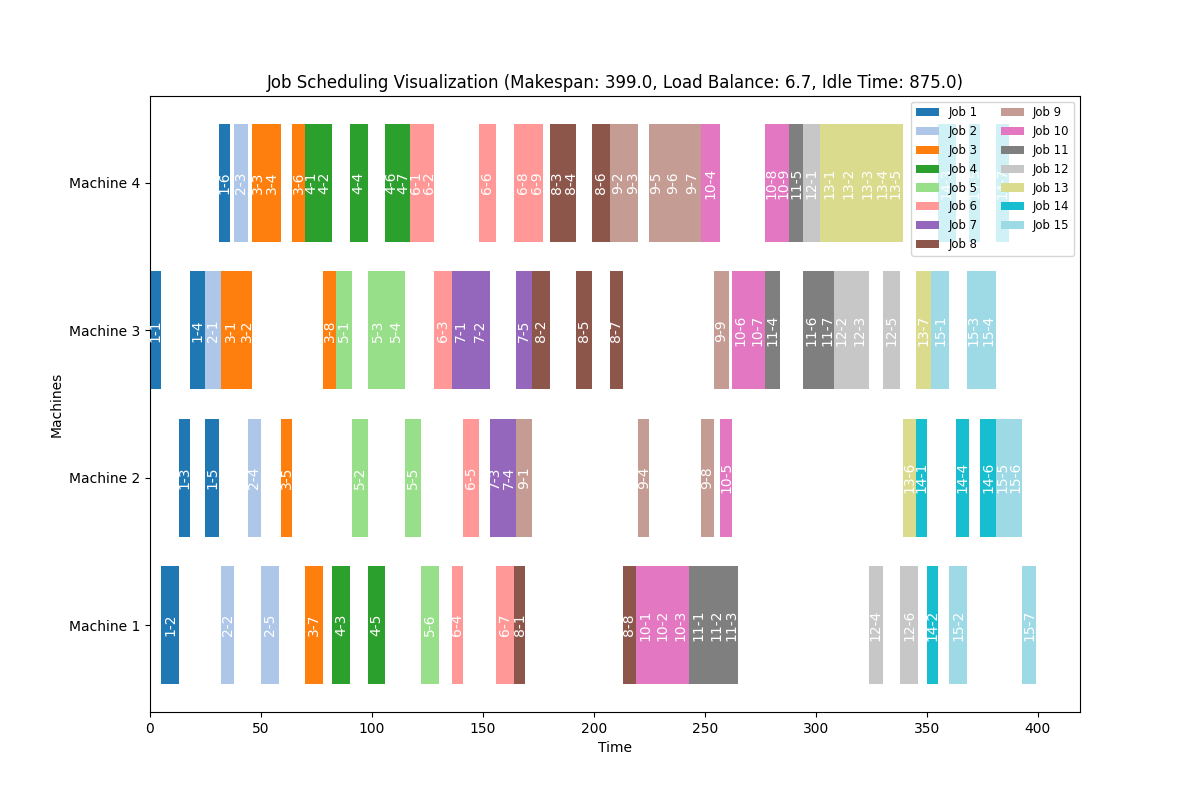 Job Scheduling Visualization (Makespan: 399.0, Load Balance: 6.7, Idle Time: 875.0)
Machines
Machine 4
1-6 2-3 3-3 3-4 3-6 4-1 4-2 4-4 4-6 4-7 6-1 6-2 6-6 6-8 6-9 8-3 8-4 8-6 9-2 9-3 9-5 9-6 9-7 10-4 10-8 10-9 11-5 12-1 13-1 13-2 13-3 13-4 13-5
Machine 3
1-1 1-4 2-1 3-1 3-2 3-8 5-1 5-3 5-4 6-3 7-1 7-2 7-5 8-2 8-5 8-7 9-9 10-6 10-7 11-4 11-6 11-7 12-2 12-3 12-5 13-7 15-1 15-3 15-4
Machine 2
1-3 1-5 2-4 3-5 5-2 5-5 6-5 7-3 7-4 9-1 9-4 9-8 10-5 13-6 14-1 14-4 14-6 15-5 15-6
Machine 1
1-2 2-2 2-5 3-7 4-3 4-5 5-6 6-4 6-7 8-1 8-8 10-1 10-2 10-3 11-1 11-2 11-3 12-4 12-6 14-2 15-2 15-7
0 50 100 150 200 250 300 350 400
Time
Job 1
Job 2
Job 3
Job 4
Job 5
Job 6
Job 7
Job 8
Job 9
Job 10
Job 11
Job 12
Job 13
Job 14
Job 15